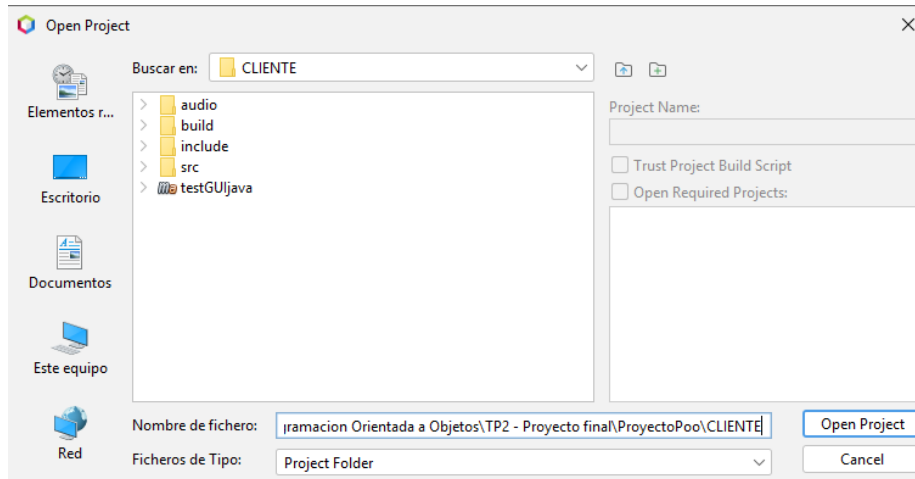 Open Project
Buscar en: CLIENTE
Elementos r...
Escritorio
Documentos
Este equipo
Red
audio
build
include
src
testGUIjava
Project Name:
Trust Project Build Script
Open Required Projects:
Nombre de fichero: gramacion Orientada a Objetos\TP2 - Proyecto final\ProyectoPoo\CLIENTE
Open Project
Ficheros de Tipo: Project Folder
Cancel